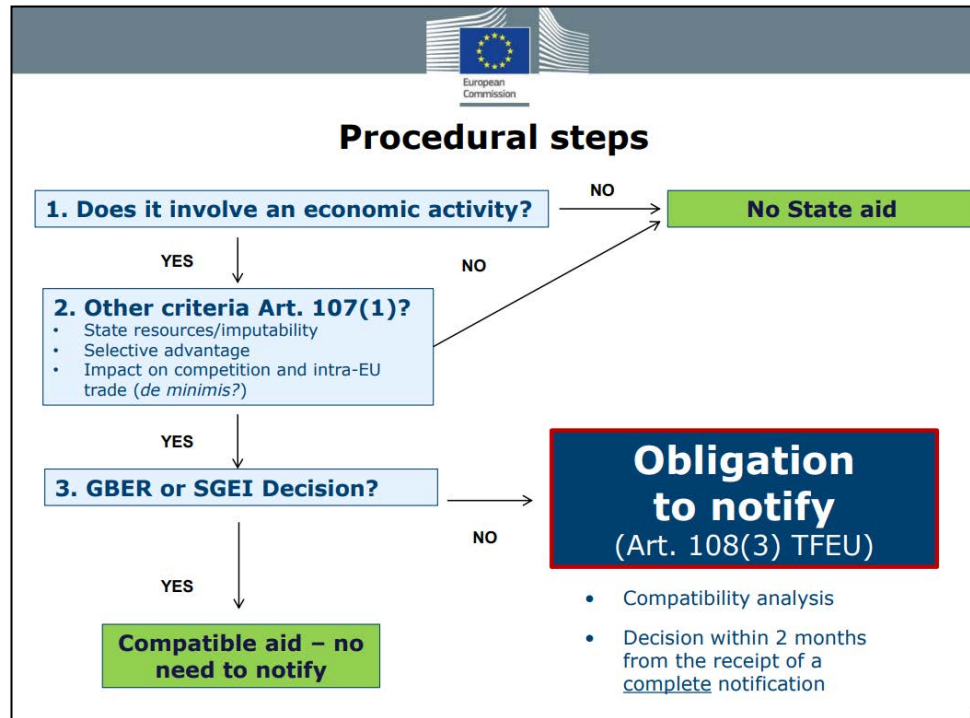 European
Commission
Procedural steps
1. Does it involve an economic activity?
NO
No State aid
YES
NO
2. Other criteria Art. 107(1)?
• State resources/imputability
• Selective advantage
• Impact on competition and intra-EU
trade (de minimis?)
YES
3. GBER or SGEI Decision?
NO
Obligation
to notify
(Art. 108(3) TFEU)
YES
• Compatibility analysis
• Decision within 2 months
from the receipt of a
complete notification
Compatible aid – no
need to notify